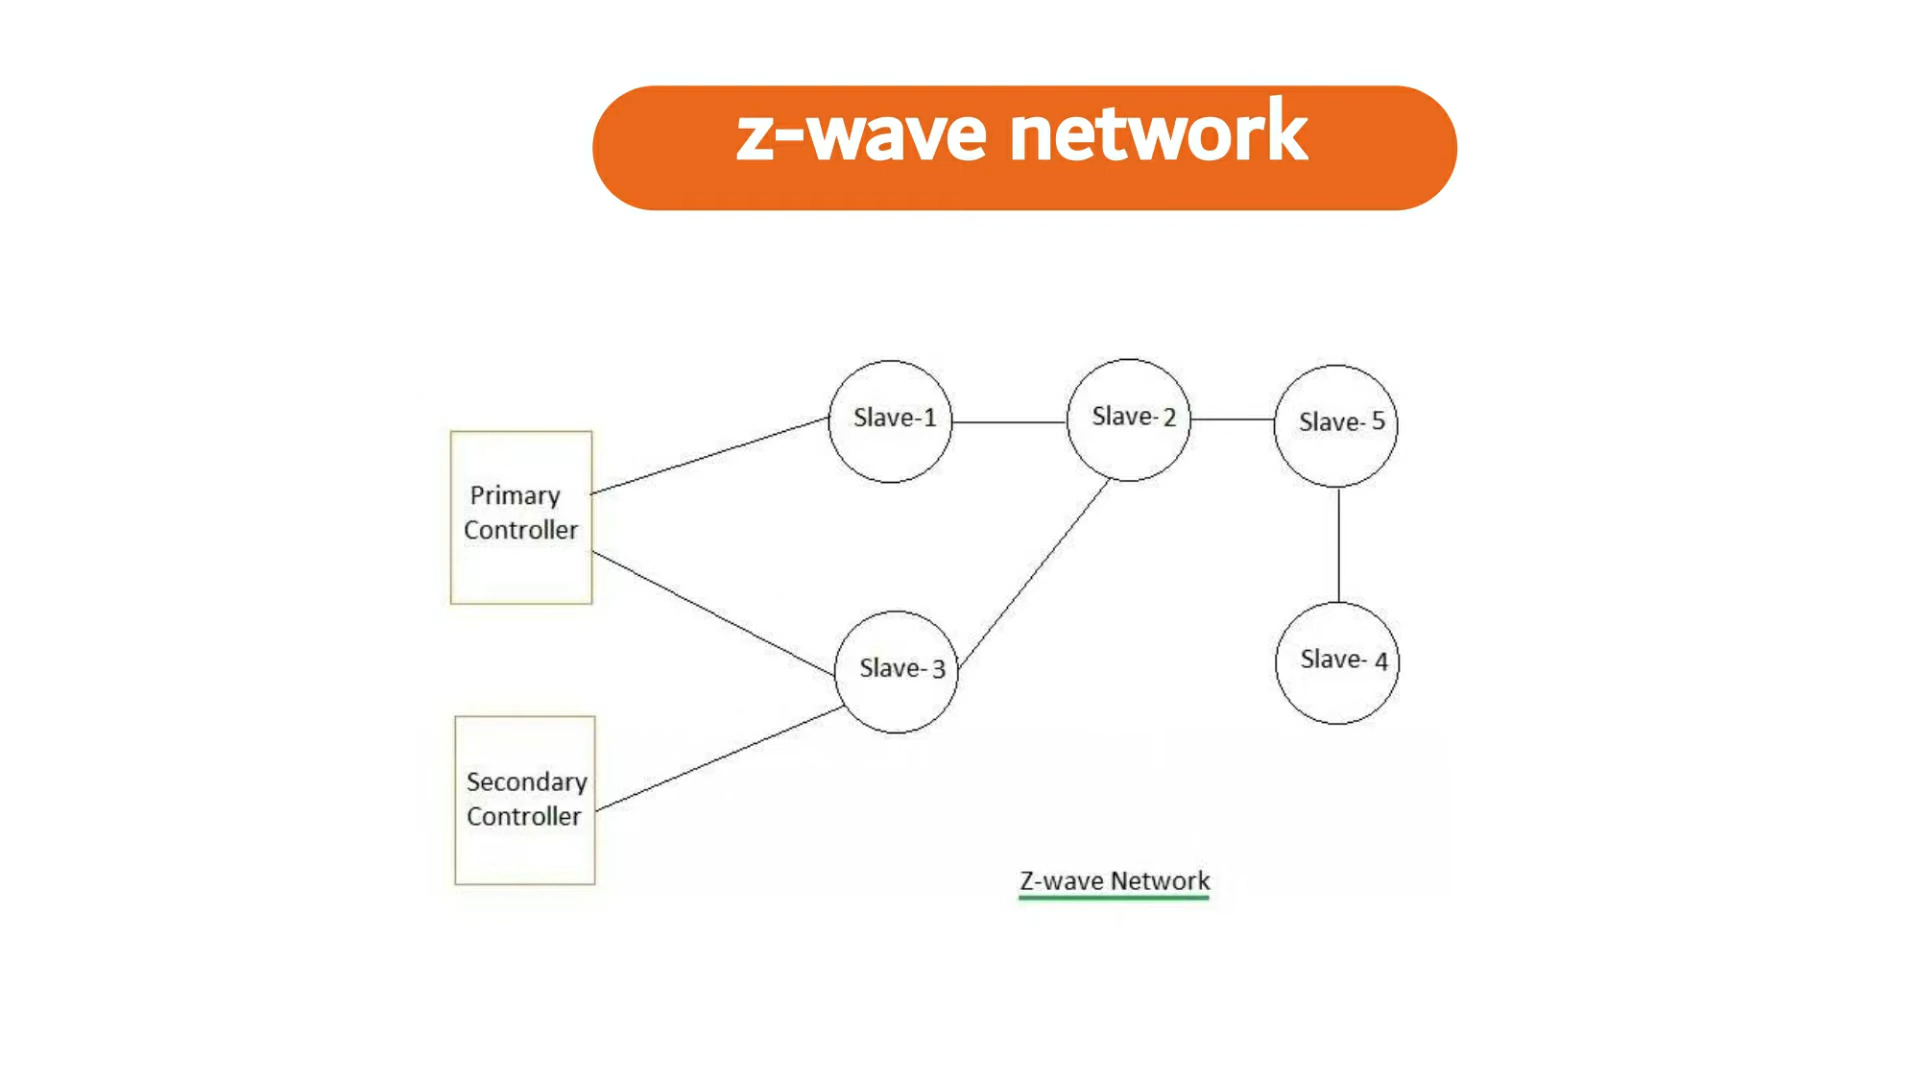 z-wave network
Slave-1
Slave-2
Slave-5
Primary
Controller
Slave-3
Slave-4
Secondary
Controller
Z-wave Network